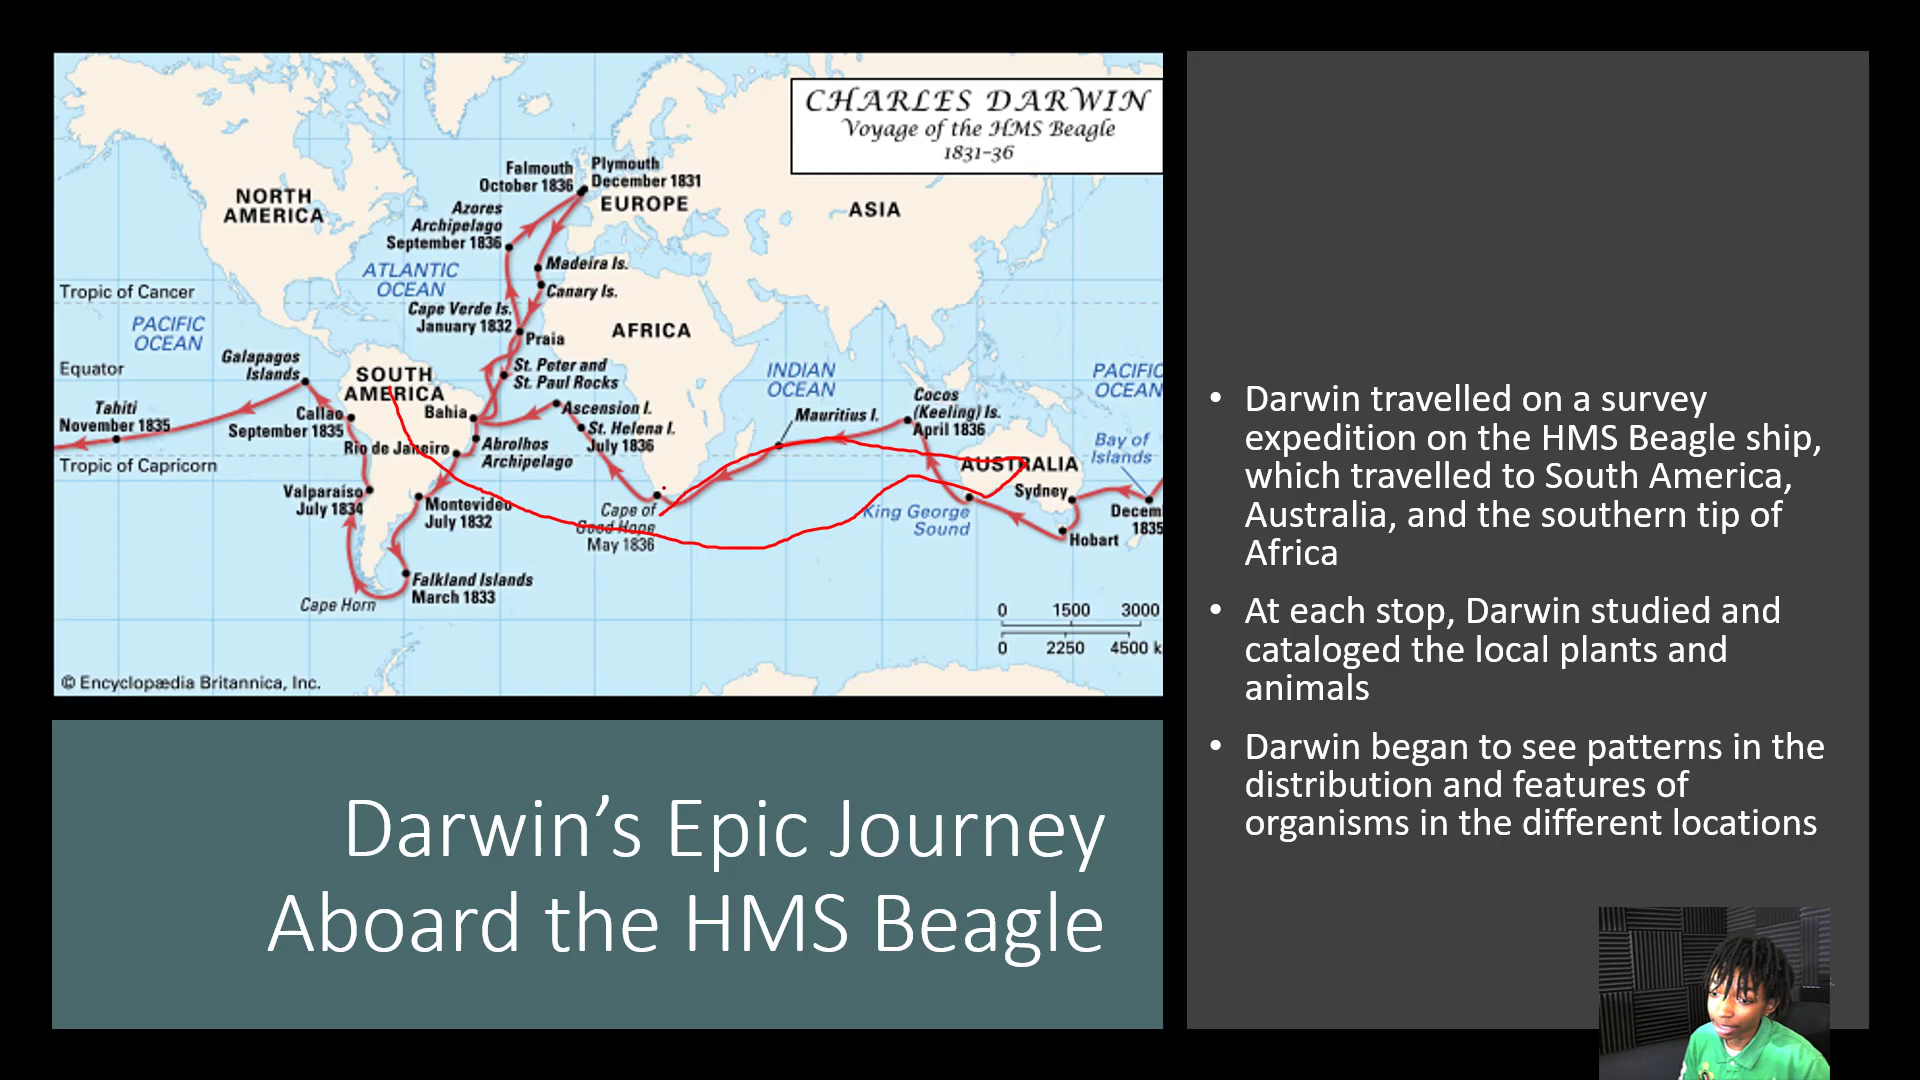 CHARLES DARWIN
Voyage of the HMS Beagle
1831-36
Falmouth
October 1836
Plymouth
December 1831
NORTH
AMERICA
EUROPE
ASIA
Azores
Archipelago
September 1836
ATLANTIC
OCEAN
Madeira Is.
Canary Is.
Tropic of Cancer
Cape Verde Is.
January 1832
PACIFIC
OCEAN
AFRICA
Praia
Galapagos
Islands
Equator
SOUTH
AMERICA
St. Peter and
St. Paul Rocks
INDIAN
OCEAN
PACIFIC
OCEAN
Tahiti
November 1835
Callao
September 1835
Bahia
Ascension I.
Mauritius I.
Cocos
(Keeling) Is.
April 1836
St. Helena I.
July 1836
Rio de Janeiro
Abrolhos
Archipelago
Bay of
Islands
Tropic of Capricorn
AUSTRALIA
Valparaiso
July 1834
Sydney
Montevideo
July 1832
Cape of
Good Hope
May 1836
King George
Sound
Decem
1835
Hobart
Falkland Islands
March 1833
Cape Horn
0 1500 3000
0 2250 4500 k
© Encyclopædia Britannica, Inc.
Darwin’s Epic Journey
Aboard the HMS Beagle
• Darwin travelled on a survey
expedition on the HMS Beagle ship,
which travelled to South America,
Australia, and the southern tip of
Africa
• At each stop, Darwin studied and
cataloged the local plants and
animals
• Darwin began to see patterns in the
distribution and features of
organisms in the different locations